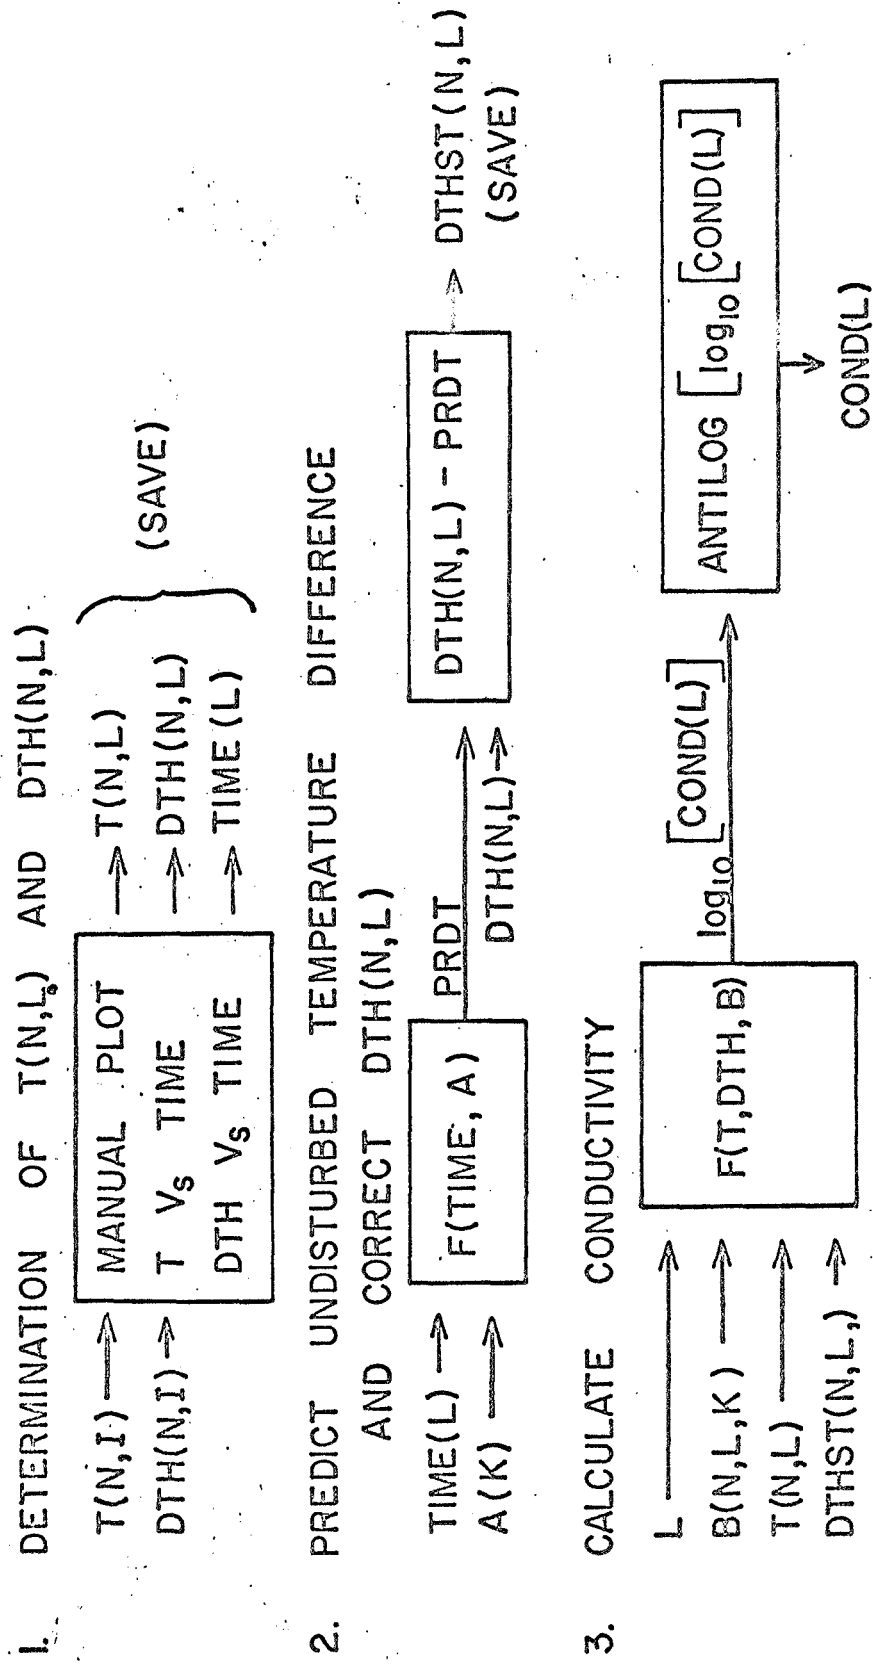 1. DETERMINATION OF T(N,L) AND DTH(N,L)
T(N,I)
DTH(N,I)
MANUAL PLOT
T Vs TIME
DTH Vs TIME
T(N,L)
DTH(N,L)
TIME(L)
(SAVE)
2. PREDICT UNDISTURBED TEMPERATURE DIFFERENCE
AND CORRECT DTH(N,L)
TIME(L)
A(K)
F(TIME, A)
PRDT
DTH(N,L)
DTH(N,L) - PRDT
DTHST(N,L)
(SAVE)
3. CALCULATE CONDUCTIVITY
L
B(N,L,K)
T(N,L)
DTHST(N,L,)
F(T,DTH,B)
log10 [COND(L)]
ANTILOG [log10 [COND(L)]]
COND(L)